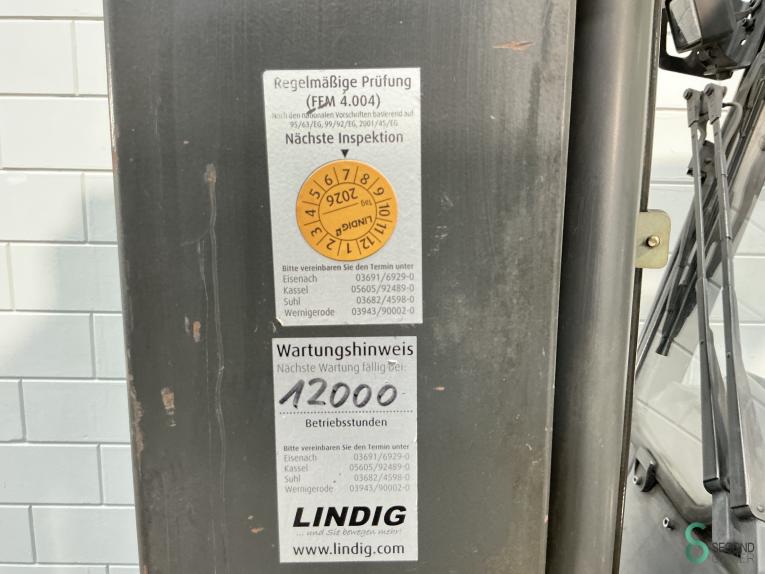 Regelmäßige Prüfung
(FEM 4.004)
Nach den nationalen Vorschriften basierend auf
95/63/EG, 99/92/EG, 2001/45/EG
Nächste Inspektion
1 2 3 4 5 6 7 8 9 10 11 12
2026
Tag
LINDIG
Bitte vereinbaren Sie den Termin unter
Eisenach 03691/6929-0
Kassel 05605/92489-0
Suhl 03682/4598-0
Wernigerode 03943/90002-0
Wartungshinweis
Nächste Wartung fällig bei:
12000
Betriebsstunden
Bitte vereinbaren Sie den Termin unter
Eisenach 03691/6929-0
Kassel 05605/92489-0
Suhl 03682/4598-0
Wernigerode 03943/90002-0
LINDIG
... und Sie bewegen mehr!
www.lindig.com
SECOND